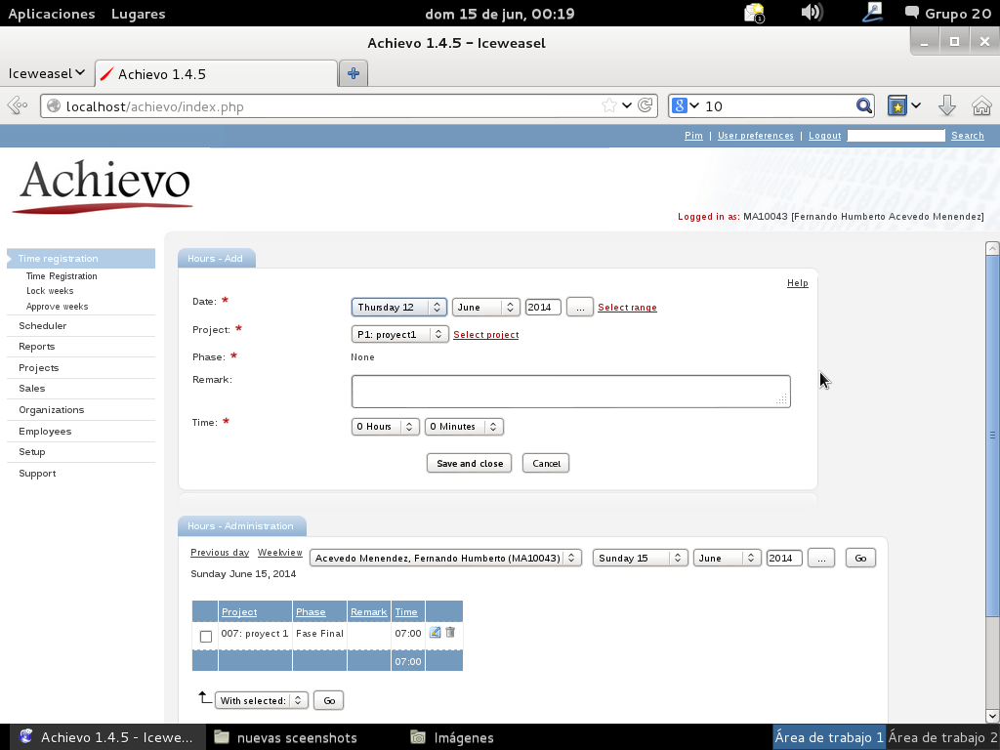 Aplicaciones Lugares dom 15 de jun, 00:19 1 Grupo 20
Achievo 1.4.5 - Iceweasel
Iceweasel Achievo 1.4.5
localhost/achievo/index.php 8 10
Pim | User preferences | Logout Search
Achievo
Logged in as: MA10043 [Fernando Humberto Acevedo Menendez]
Time registration
Time Registration
Lock weeks
Approve weeks
Scheduler
Reports
Projects
Sales
Organizations
Employees
Setup
Support
Hours - Add
Help
Date: * Thursday 12 June 2014 ... Select range
Project: * P1: proyect1 Select project
Phase: * None
Remark:
Time: * 0 Hours 0 Minutes
Save and close Cancel
Hours - Administration
Previous day Weekview Acevedo Menendez, Fernando Humberto (MA10043) Sunday 15 June 2014 ... Go
Sunday June 15, 2014
Project Phase Remark Time
007: proyect 1 Fase Final 07:00
07:00
With selected: Go
Achievo 1.4.5 - Icewe... nuevas sceenshots Imágenes Área de trabajo 1 Área de trabajo 2